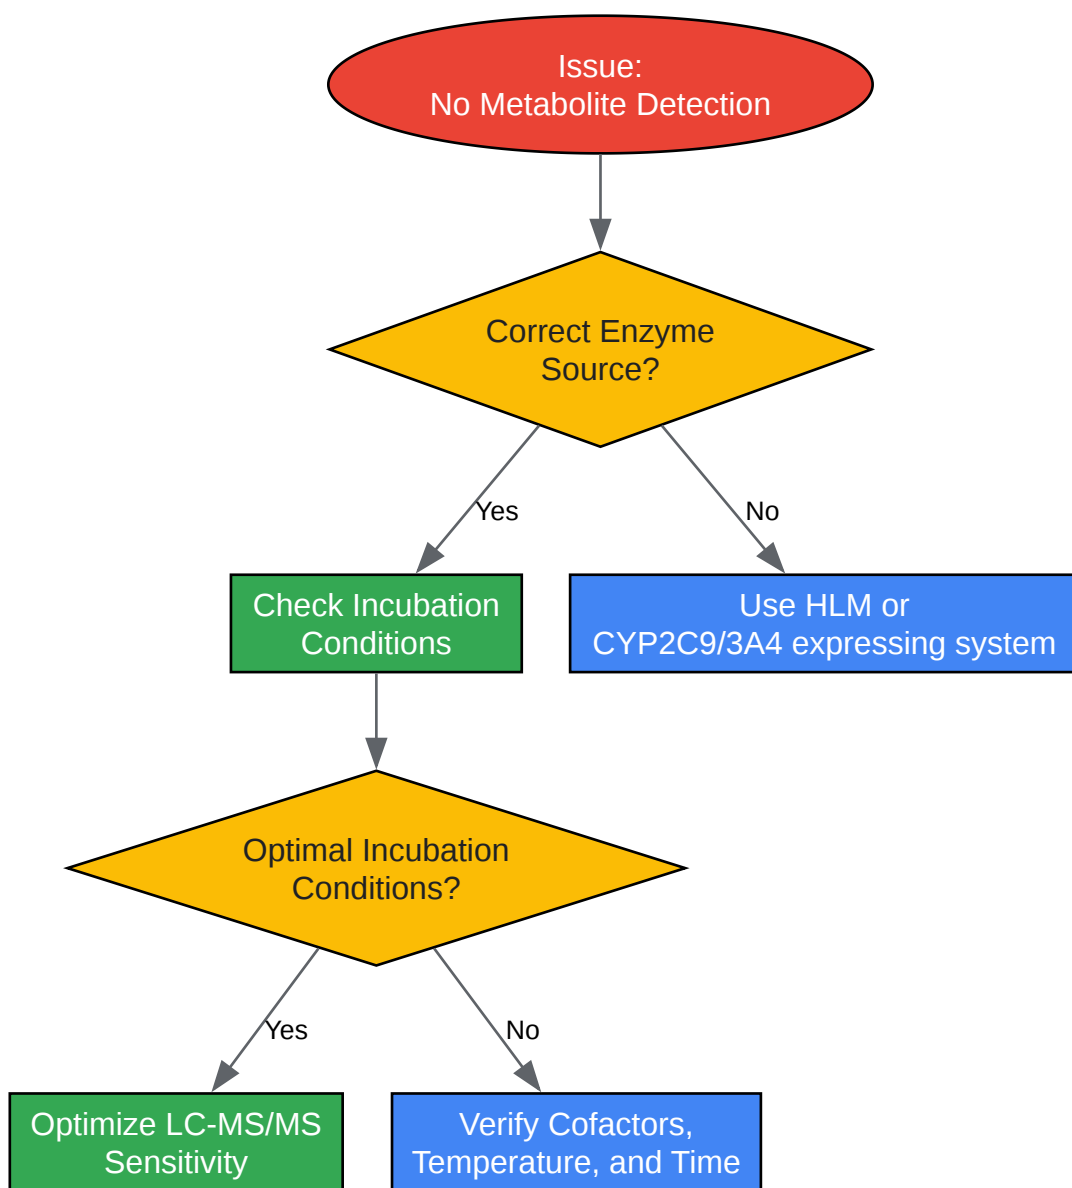 Issue:
No Metabolite Detection
Correct Enzyme
Source?
Yes
No
Check Incubation
Conditions
Use HLM or
CYP2C9/3A4 expressing system
Optimal Incubation
Conditions?
Yes
No
Optimize LC-MS/MS
Sensitivity
Verify Cofactors,
Temperature, and Time